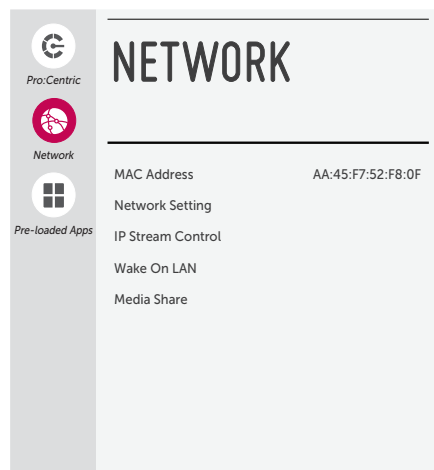 Pro:Centric
Network
Pre-loaded Apps
NETWORK
MAC Address AA:45:F7:52:F8:0F
Network Setting
IP Stream Control
Wake On LAN
Media Share